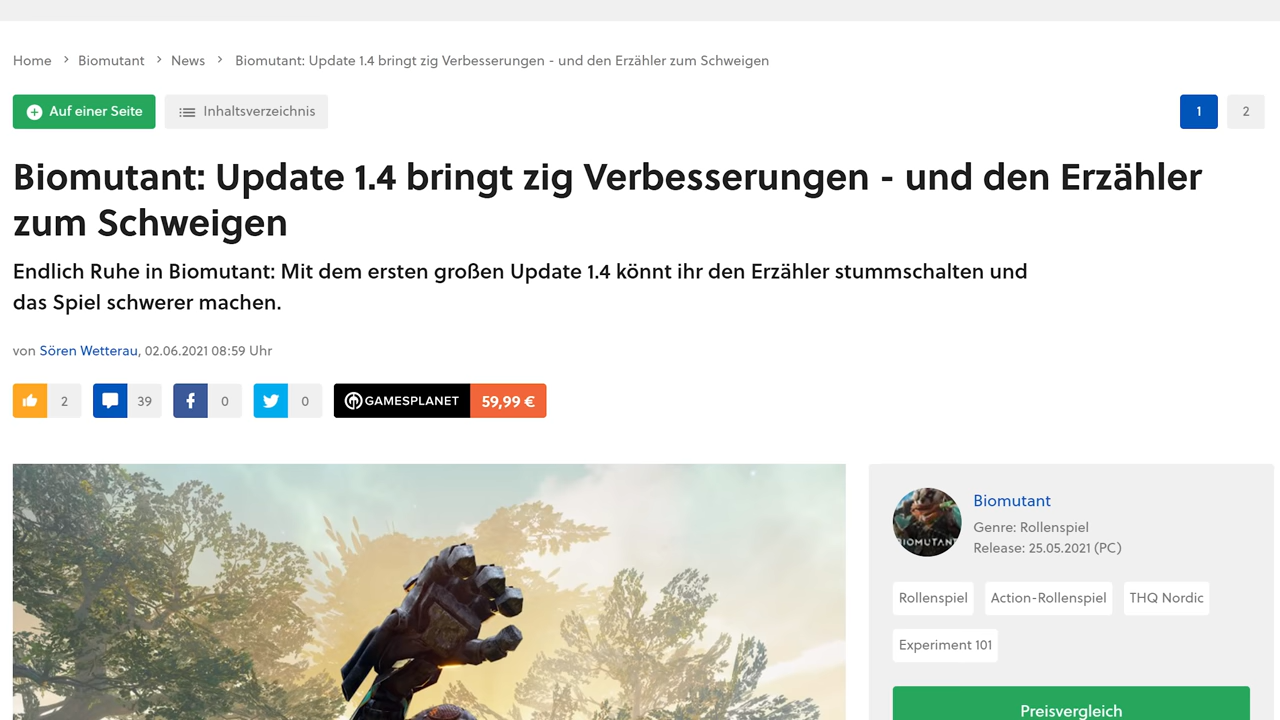 Home > Biomutant > News > Biomutant: Update 1.4 bringt zig Verbesserungen - und den Erzähler zum Schweigen
Auf einer Seite Inhaltsverzeichnis 1 2
Biomutant: Update 1.4 bringt zig Verbesserungen - und den Erzähler
zum Schweigen
Endlich Ruhe in Biomutant: Mit dem ersten großen Update 1.4 könnt ihr den Erzähler stummschalten und
das Spiel schwerer machen.
von Sören Wetterau, 02.06.2021 08:59 Uhr
2 39 0 0 GAMESPLANET 59,99 €
BIOMUTANT
Biomutant
Genre: Rollenspiel
Release: 25.05.2021 (PC)
Rollenspiel Action-Rollenspiel THQ Nordic
Experiment 101
Preisvergleich